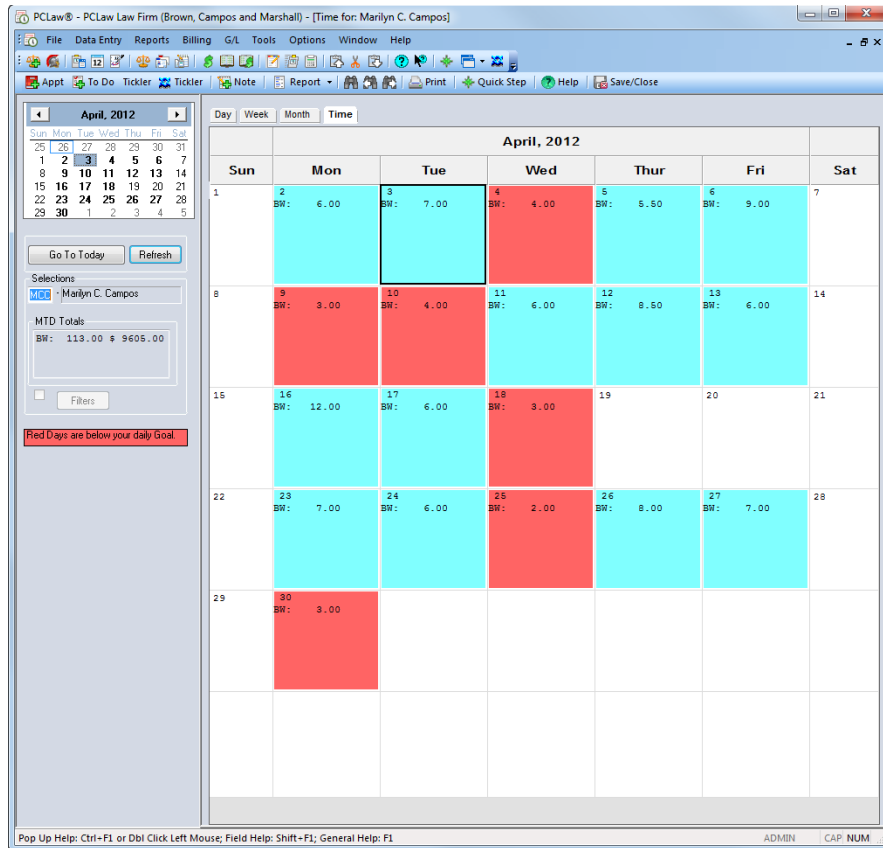 PCLaw® - PCLaw Law Firm (Brown, Campos and Marshall) - [Time for: Marilyn C. Campos]
File Data Entry Reports Billing G/L Tools Options Window Help
Appt To Do Tickler Tickler Note Report Print Quick Step Help Save/Close
April, 2012
Sun Mon Tue Wed Thu Fri Sat
25 26 27 28 29 30 31
1 2 3 4 5 6 7
8 9 10 11 12 13 14
15 16 17 18 19 20 21
22 23 24 25 26 27 28
29 30 1 2 3 4 5
Go To Today Refresh
Selections
MCC - Marilyn C. Campos
MTD Totals
BW: 113.00 $ 9605.00
Filters
Red Days are below your daily Goal.
Day Week Month Time
April, 2012
Sun Mon Tue Wed Thur Fri Sat
1 2 3 4 5 6 7
BW: 6.00 BW: 7.00 BW: 4.00 BW: 5.50 BW: 9.00
8 9 10 11 12 13 14
BW: 3.00 BW: 4.00 BW: 6.00 BW: 8.50 BW: 6.00
15 16 17 18 19 20 21
BW: 12.00 BW: 6.00 BW: 3.00
22 23 24 25 26 27 28
BW: 7.00 BW: 6.00 BW: 2.00 BW: 8.00 BW: 7.00
29 30
BW: 3.00
Pop Up Help: Ctrl+F1 or Dbl Click Left Mouse; Field Help: Shift+F1; General Help: F1 ADMIN CAP NUM